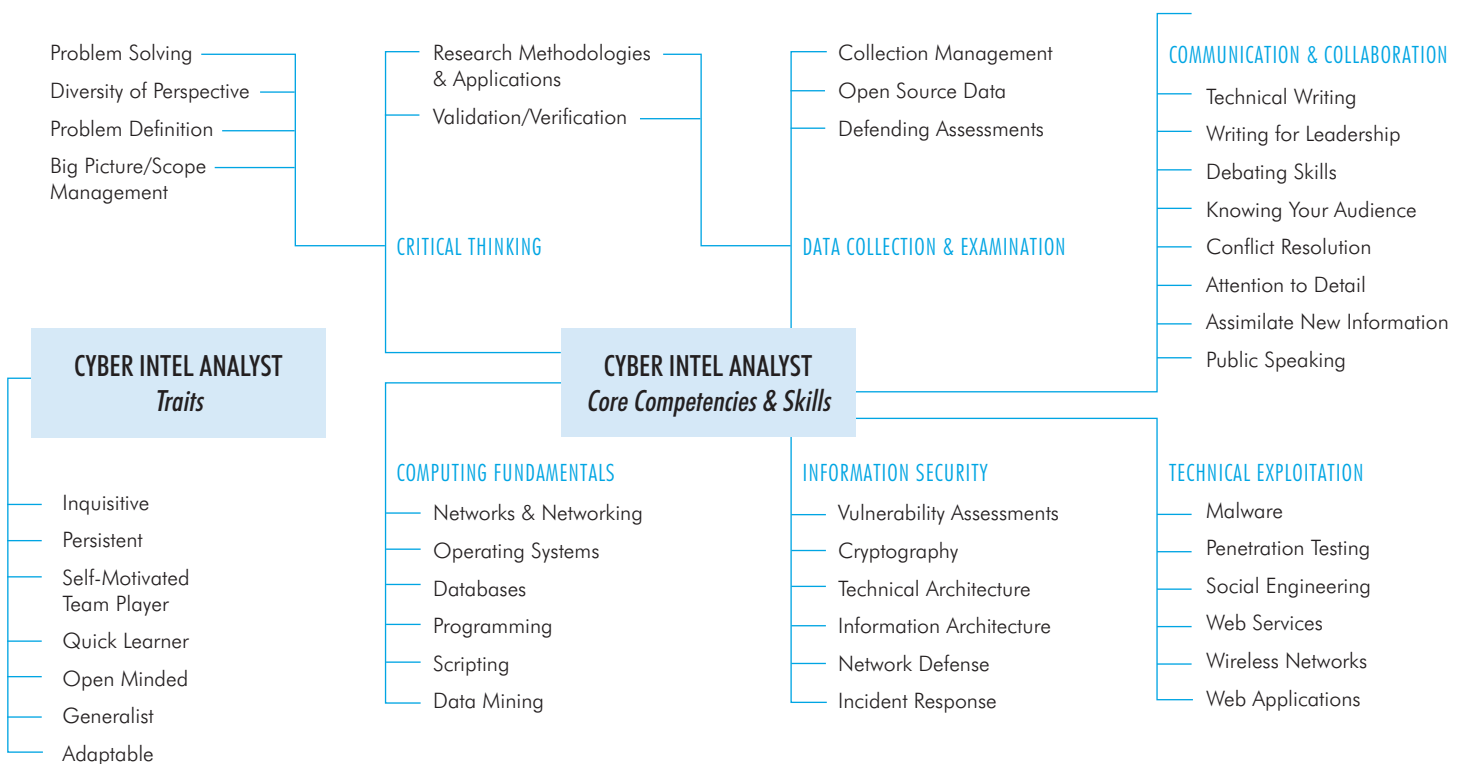 Problem Solving
Diversity of Perspective
Problem Definition
Big Picture/Scope
Management
Research Methodologies
& Applications
Validation/Verification
CRITICAL THINKING
Collection Management
Open Source Data
Defending Assessments
DATA COLLECTION & EXAMINATION
COMMUNICATION & COLLABORATION
Technical Writing
Writing for Leadership
Debating Skills
Knowing Your Audience
Conflict Resolution
Attention to Detail
Assimilate New Information
Public Speaking
CYBER INTEL ANALYST
Traits
CYBER INTEL ANALYST
Core Competencies & Skills
Inquisitive
Persistent
Self-Motivated
Team Player
Quick Learner
Open Minded
Generalist
Adaptable
COMPUTING FUNDAMENTALS
Networks & Networking
Operating Systems
Databases
Programming
Scripting
Data Mining
INFORMATION SECURITY
Vulnerability Assessments
Cryptography
Technical Architecture
Information Architecture
Network Defense
Incident Response
TECHNICAL EXPLOITATION
Malware
Penetration Testing
Social Engineering
Web Services
Wireless Networks
Web Applications